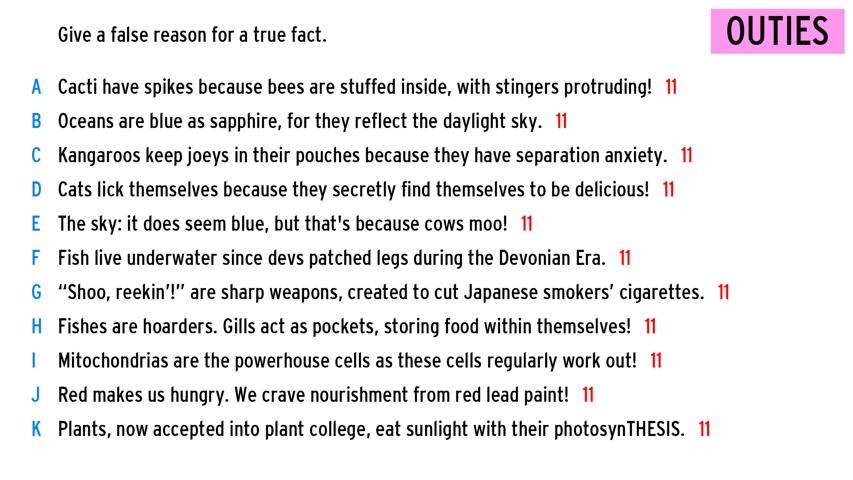 OUTIES
Give a false reason for a true fact.
A Cacti have spikes because bees are stuffed inside, with stingers protruding! 11
B Oceans are blue as sapphire, for they reflect the daylight sky. 11
C Kangaroos keep joeys in their pouches because they have separation anxiety. 11
D Cats lick themselves because they secretly find themselves to be delicious! 11
E The sky: it does seem blue, but that's because cows moo! 11
F Fish live underwater since devs patched legs during the Devonian Era. 11
G “Shoo, reekin’!” are sharp weapons, created to cut Japanese smokers’ cigarettes. 11
H Fishes are hoarders. Gills act as pockets, storing food within themselves! 11
I Mitochondrias are the powerhouse cells as these cells regularly work out! 11
J Red makes us hungry. We crave nourishment from red lead paint! 11
K Plants, now accepted into plant college, eat sunlight with their photosynTHESIS. 11